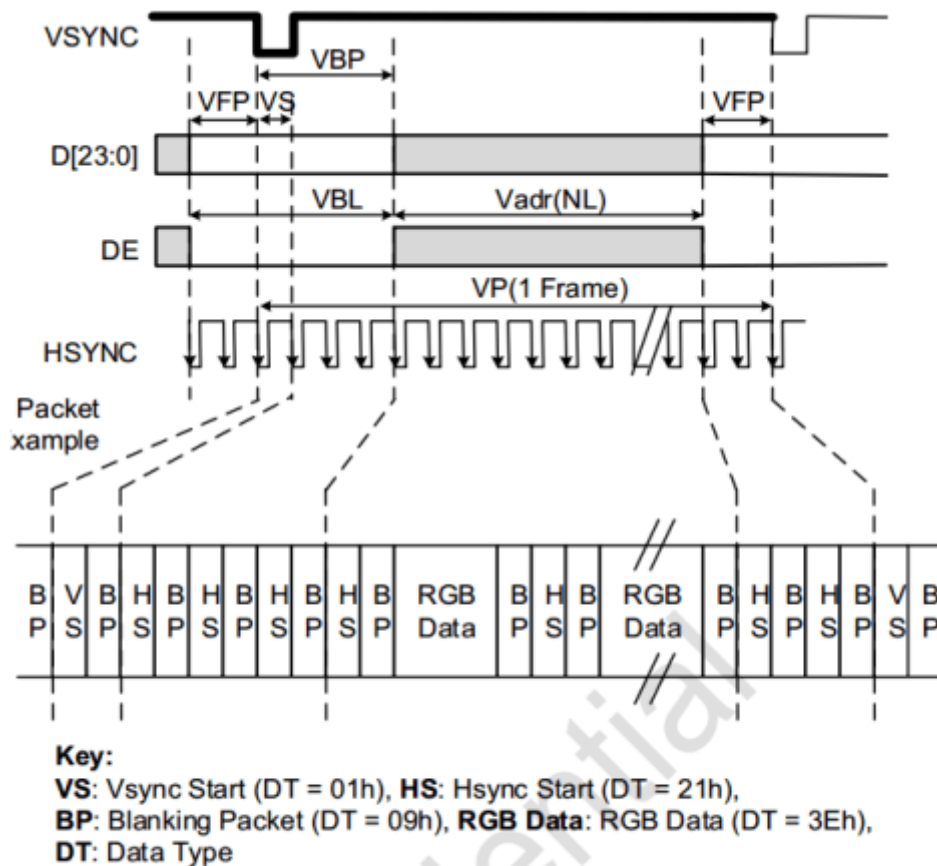 VSYNC
VBP
VFP VS VFP
D[23:0]
VBL Vadr(NL)
DE
VP(1 Frame)
HSYNC
Packet
xample
B V B H B H B H B H B RGB B H B RGB B H B H B V B
P S P S P S P S P S P Data P S P Data P S P S P S P
Key:
VS: Vsync Start (DT = 01h), HS: Hsync Start (DT = 21h),
BP: Blanking Packet (DT = 09h), RGB Data: RGB Data (DT = 3Eh),
DT: Data Type
dential